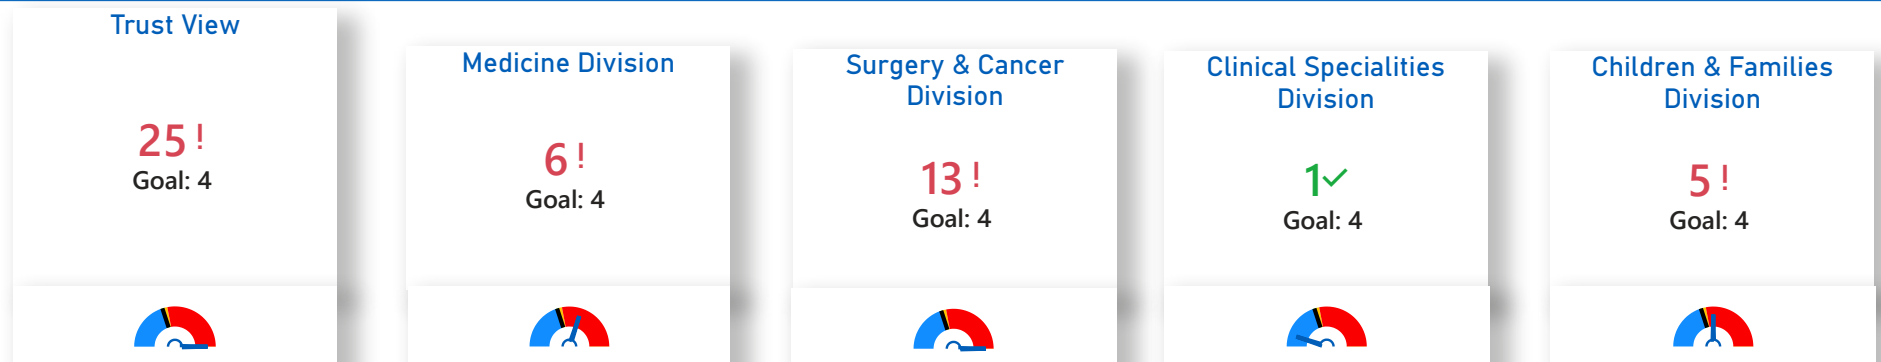 Trust View
25 !
Goal: 4
Medicine Division
6 !
Goal: 4
Surgery & Cancer
Division
13 !
Goal: 4
Clinical Specialities
Division
1✓
Goal: 4
Children & Families
Division
5 !
Goal: 4